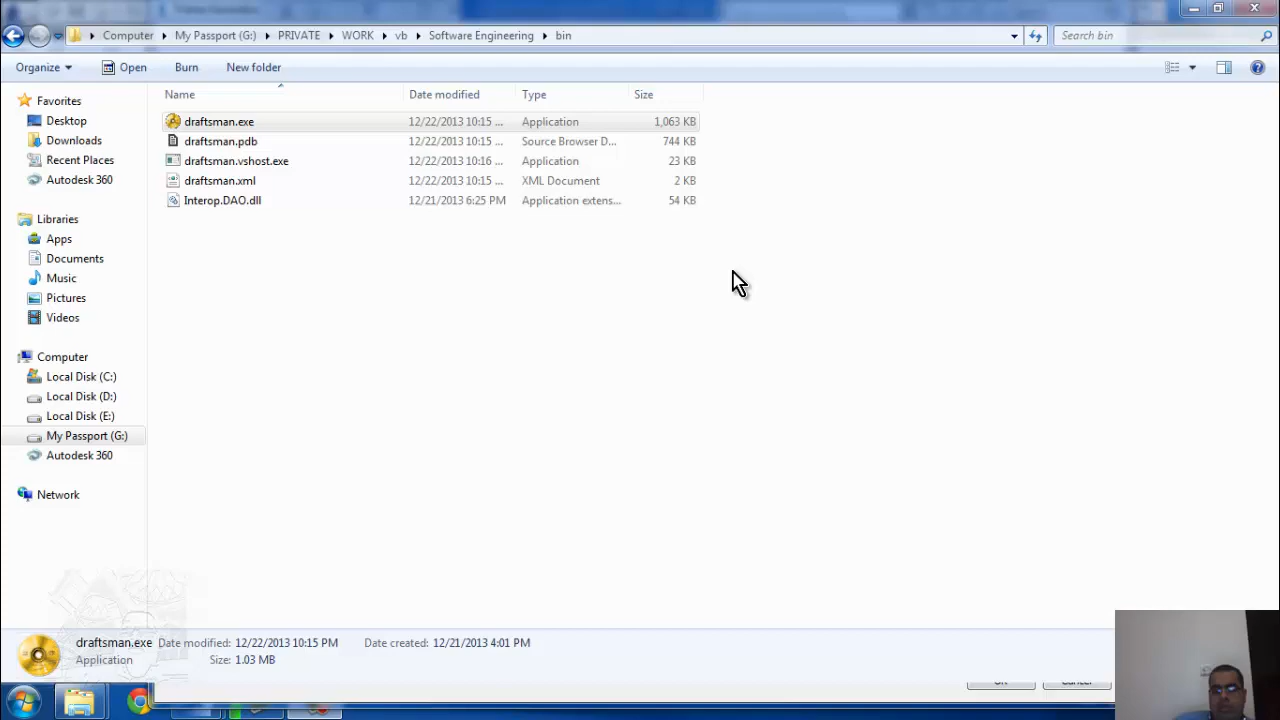 Computer My Passport (G:) PRIVATE WORK vb Software Engineering bin Search bin
Organize Open Burn New folder
Name Date modified Type Size
Favorites
Desktop
Downloads
Recent Places
Autodesk 360
Libraries
Apps
Documents
Music
Pictures
Videos
Computer
Local Disk (C:)
Local Disk (D:)
Local Disk (E:)
My Passport (G:)
Autodesk 360
Network
draftsman.exe 12/22/2013 10:15 ... Application 1,063 KB
draftsman.pdb 12/22/2013 10:15 ... Source Browser D... 744 KB
draftsman.vshost.exe 12/22/2013 10:16 ... Application 23 KB
draftsman.xml 12/22/2013 10:15 ... XML Document 2 KB
Interop.DAO.dll 12/21/2013 6:25 PM Application extens... 54 KB
draftsman.exe Date modified: 12/22/2013 10:15 PM Date created: 12/21/2013 4:01 PM
Application Size: 1.03 MB